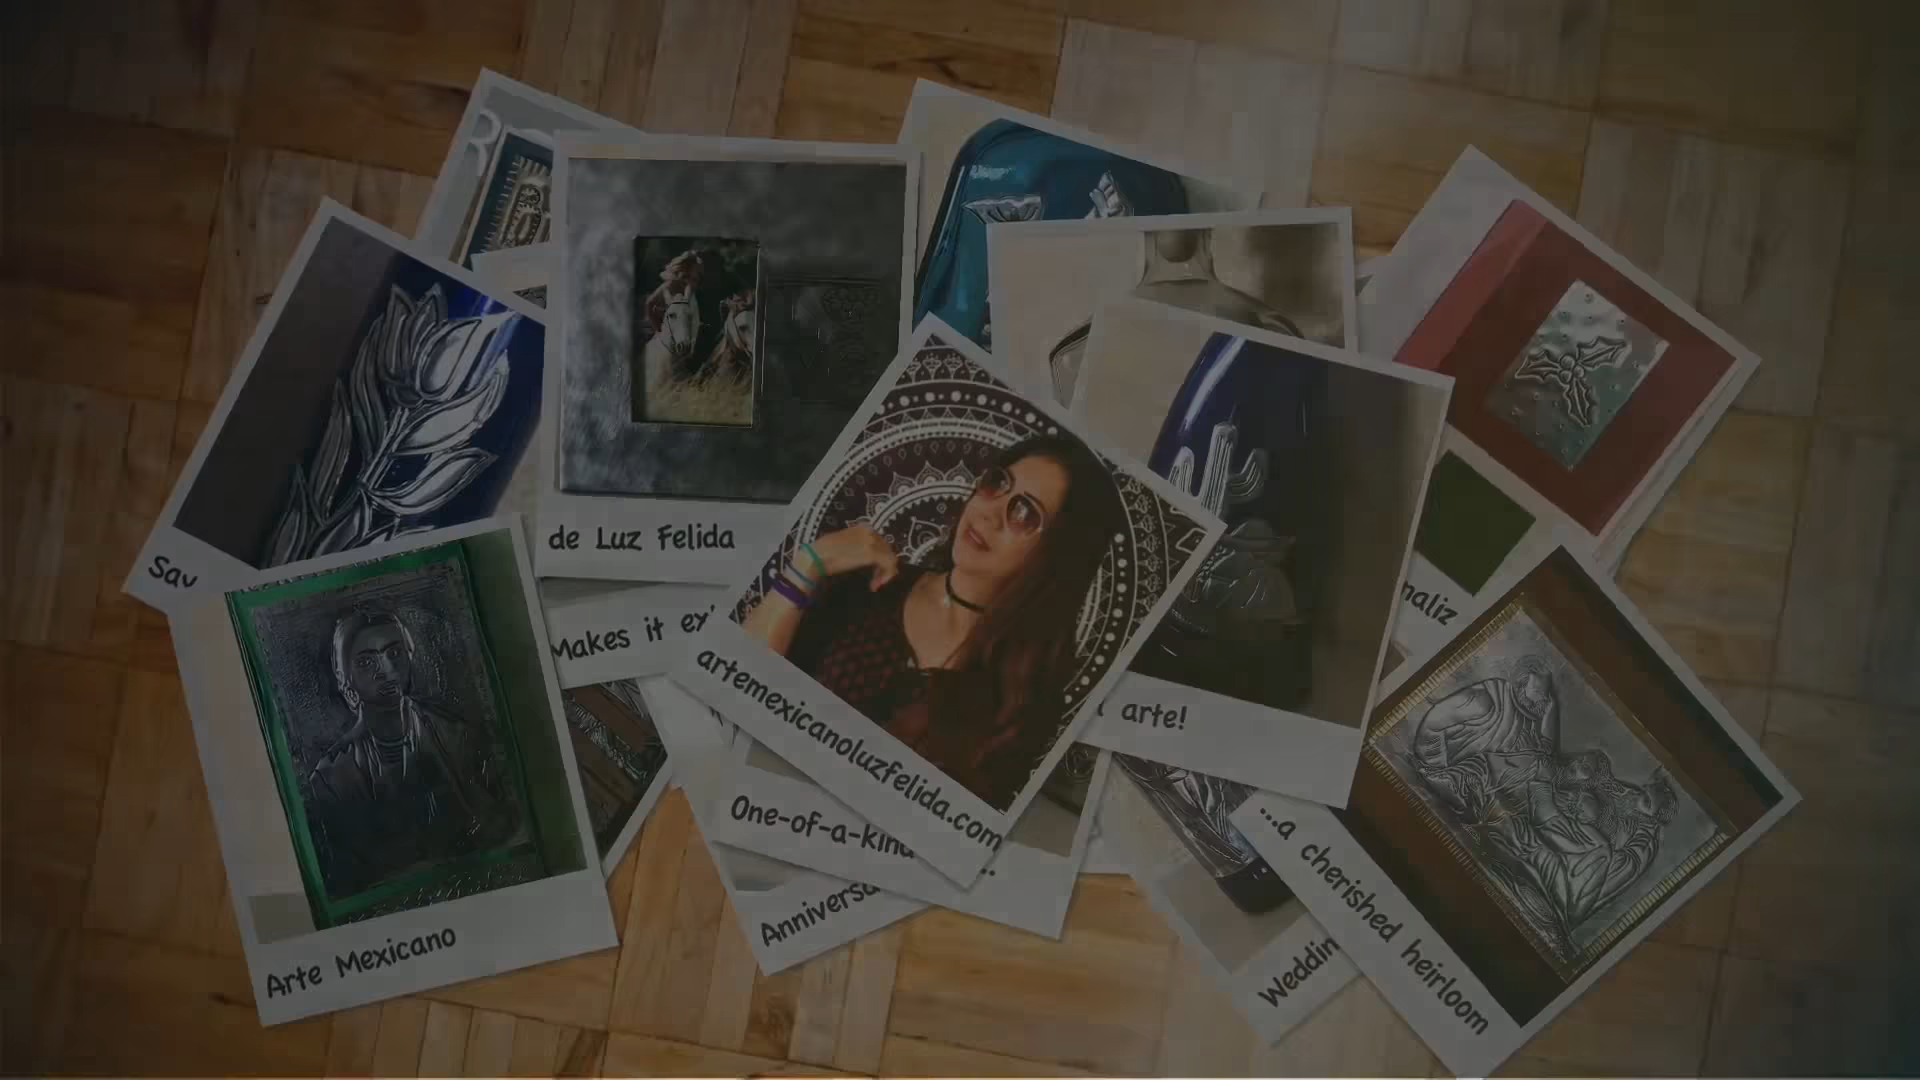 Sav
de Luz Felida
Makes it
artemexicanoluzfelida.com
arte!
naliz
One-of-a-kind
...
Anniversa
Arte Mexicano
Weddin
...a cherished heirloom